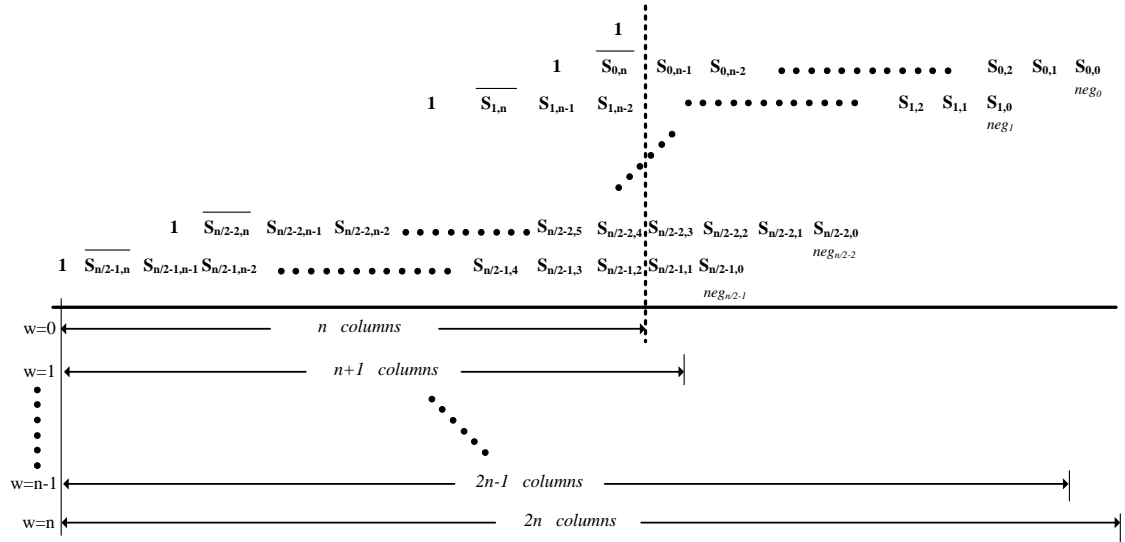 1
1 S0,n S0,n-1 S0,n-2 S0,2 S0,1 S0,0
neg0
1 S1,n S1,n-1 S1,n-2 S1,2 S1,1 S1,0
neg1
1 Sn/2-2,n Sn/2-2,n-1 Sn/2-2,n-2 Sn/2-2,5 Sn/2-2,4 Sn/2-2,3 Sn/2-2,2 Sn/2-2,1 Sn/2-2,0
negn/2-2
1 Sn/2-1,n Sn/2-1,n-1 Sn/2-1,n-2 Sn/2-1,4 Sn/2-1,3 Sn/2-1,2 Sn/2-1,1 Sn/2-1,0
negn/2-1
w=0 n columns
w=1 n+1 columns
w=n-1 2n-1 columns
w=n 2n columns